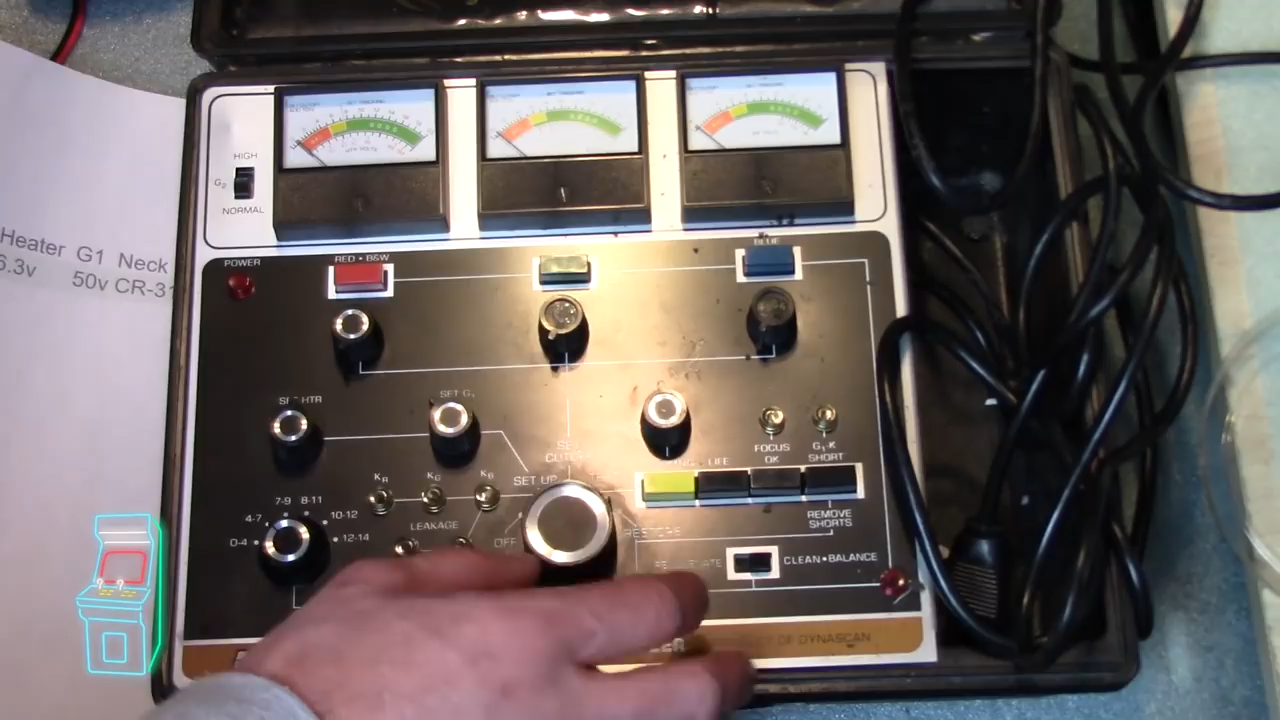 HIGH
G2
NORMAL
Heater G1 Neck
6.3v 50v CR-31
POWER
RED • B&W
BLUE
SET HTR
SET G1
SET
CUTOFF
FOCUS
OK
G1-K
SHORT
LIFE
SET UP
KR KG KB
7-9 8-11
4-7 10-12
0-4 12-14
LEAKAGE
OFF
RESTORE
REMOVE
SHORTS
CLEAN • BALANCE
OF DYNASCAN